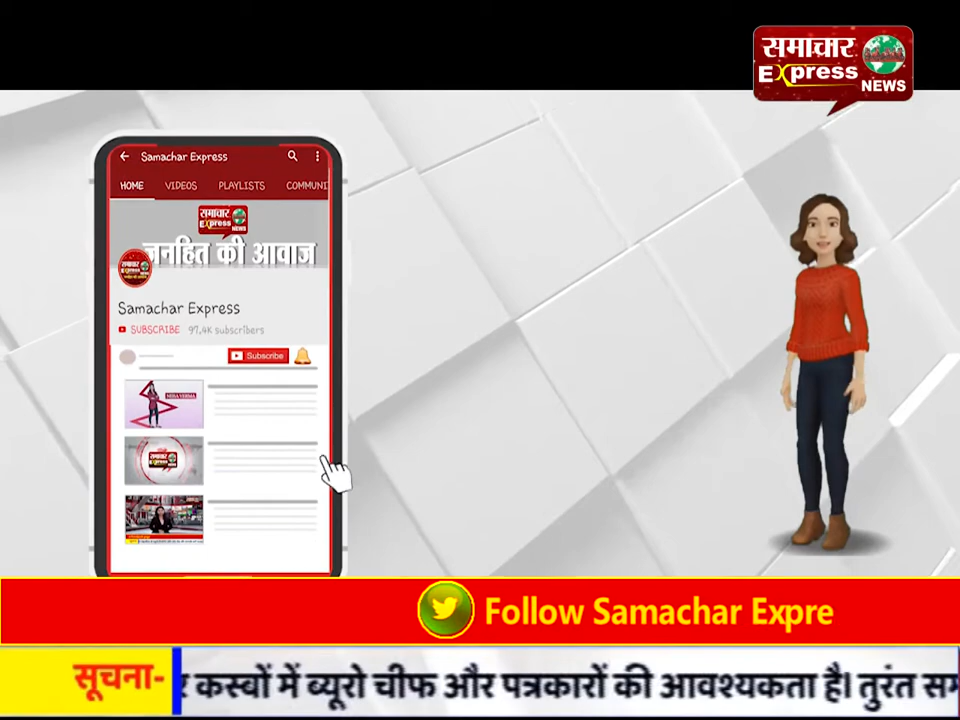 समाचार
Express
NEWS
Samachar Express
HOME VIDEOS PLAYLISTS COMMUNI
समाचार
Express
NEWS
जनहित की आवाज
Samachar Express
SUBSCRIBE 97.4K subscribers
Subscribe
Follow Samachar Expre
सूचना- र कस्बों में ब्यूरो चीफ और पत्रकारों की आवश्यकता है। तुरंत सम